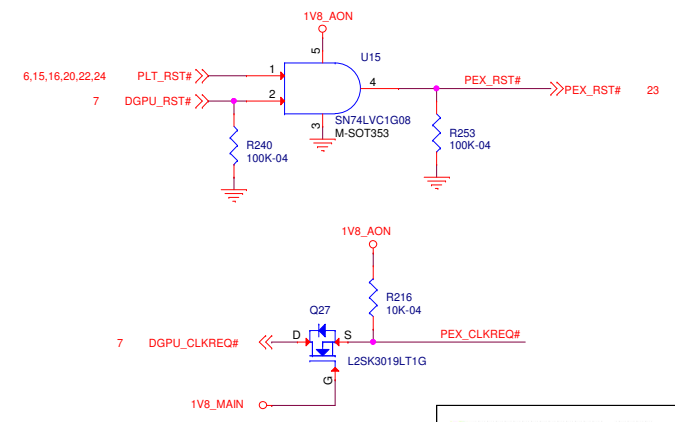 1V8_AON
5
U15
6,15,16,20,22,24 PLT_RST# 1
4 PEX_RST# PEX_RST# 23
7 DGPU_RST# 2
3 SN74LVC1G08
M-SOT353
R240
100K-04
R253
100K-04
1V8_AON
R216
10K-04
Q27
7 DGPU_CLKREQ# D S PEX_CLKREQ#
L2SK3019LT1G
G
1V8_MAIN